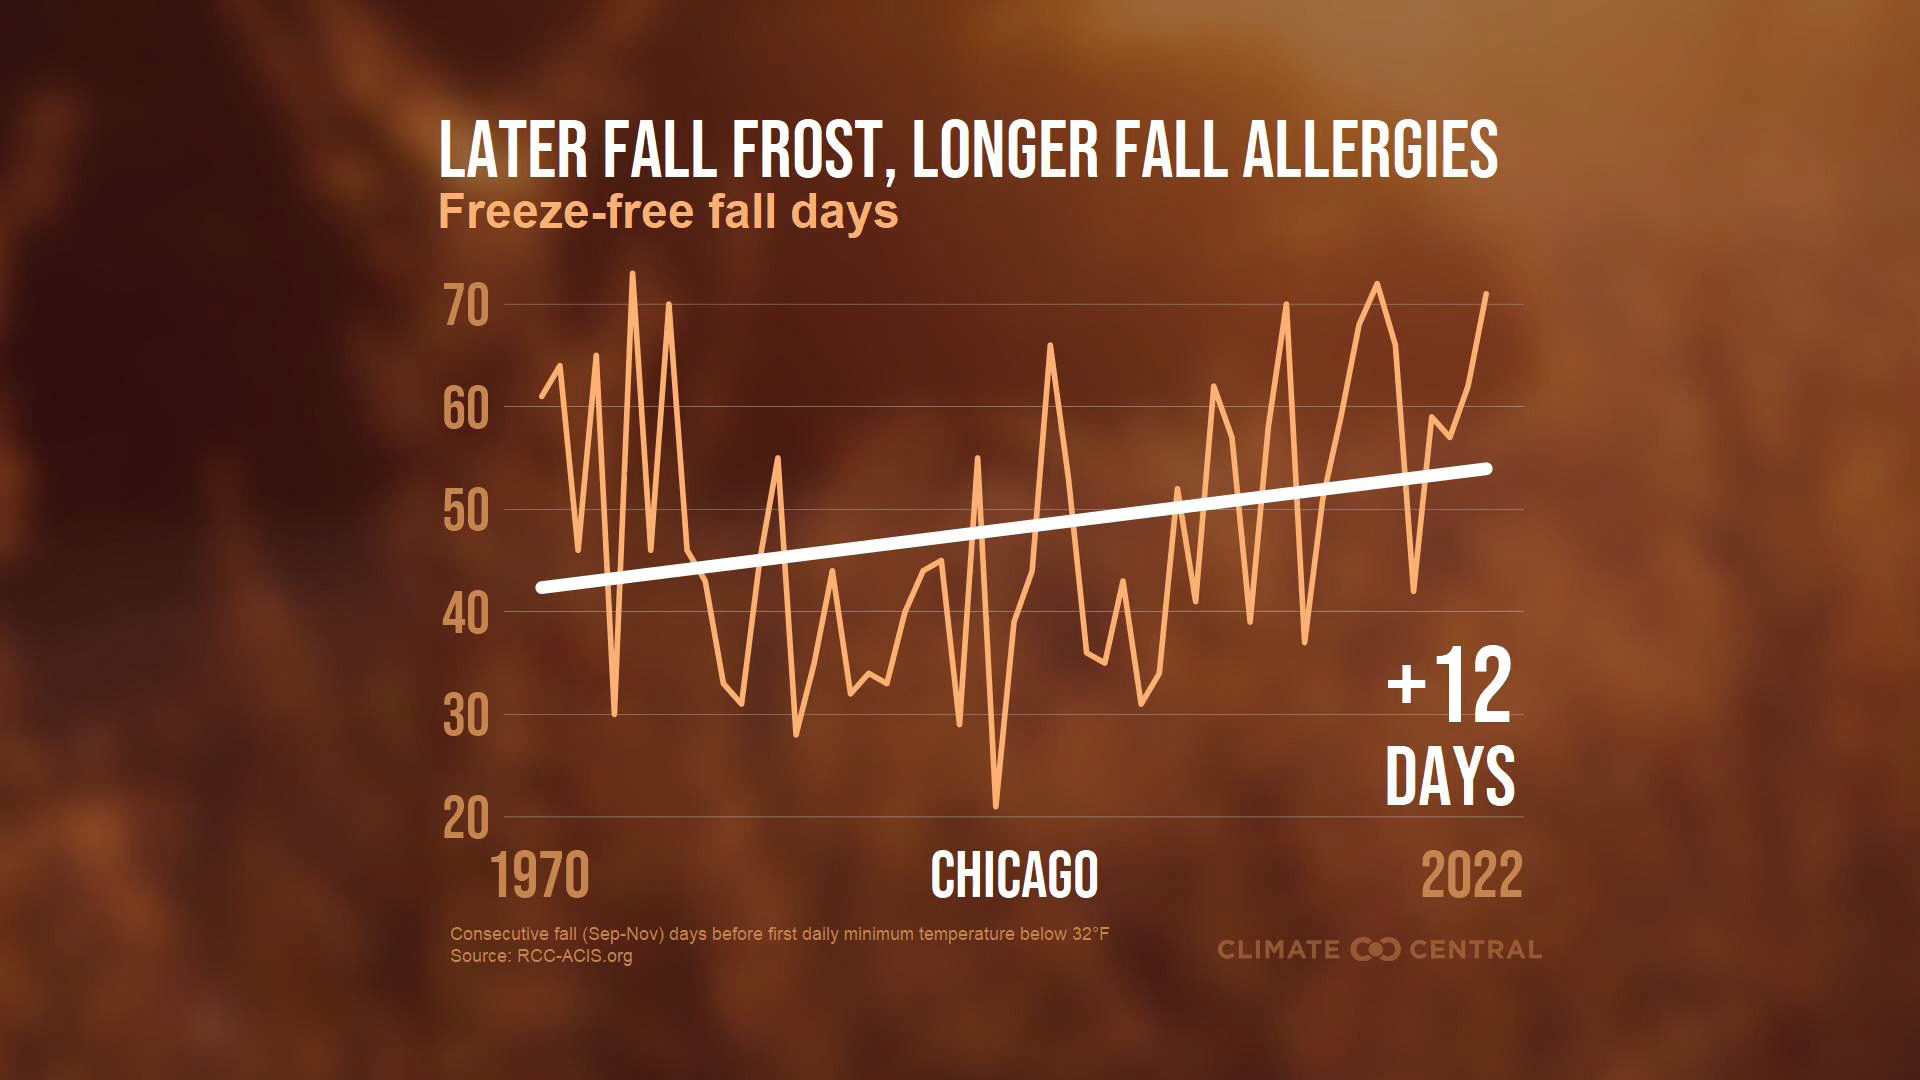 LATER FALL FROST, LONGER FALL ALLERGIES
Freeze-free fall days
70
60
50
40
30
20
+12
DAYS
1970
CHICAGO
2022
Consecutive fall (Sep-Nov) days before first daily minimum temperature below 32°F
Source: RCC-ACIS.org
CLIMATE CENTRAL